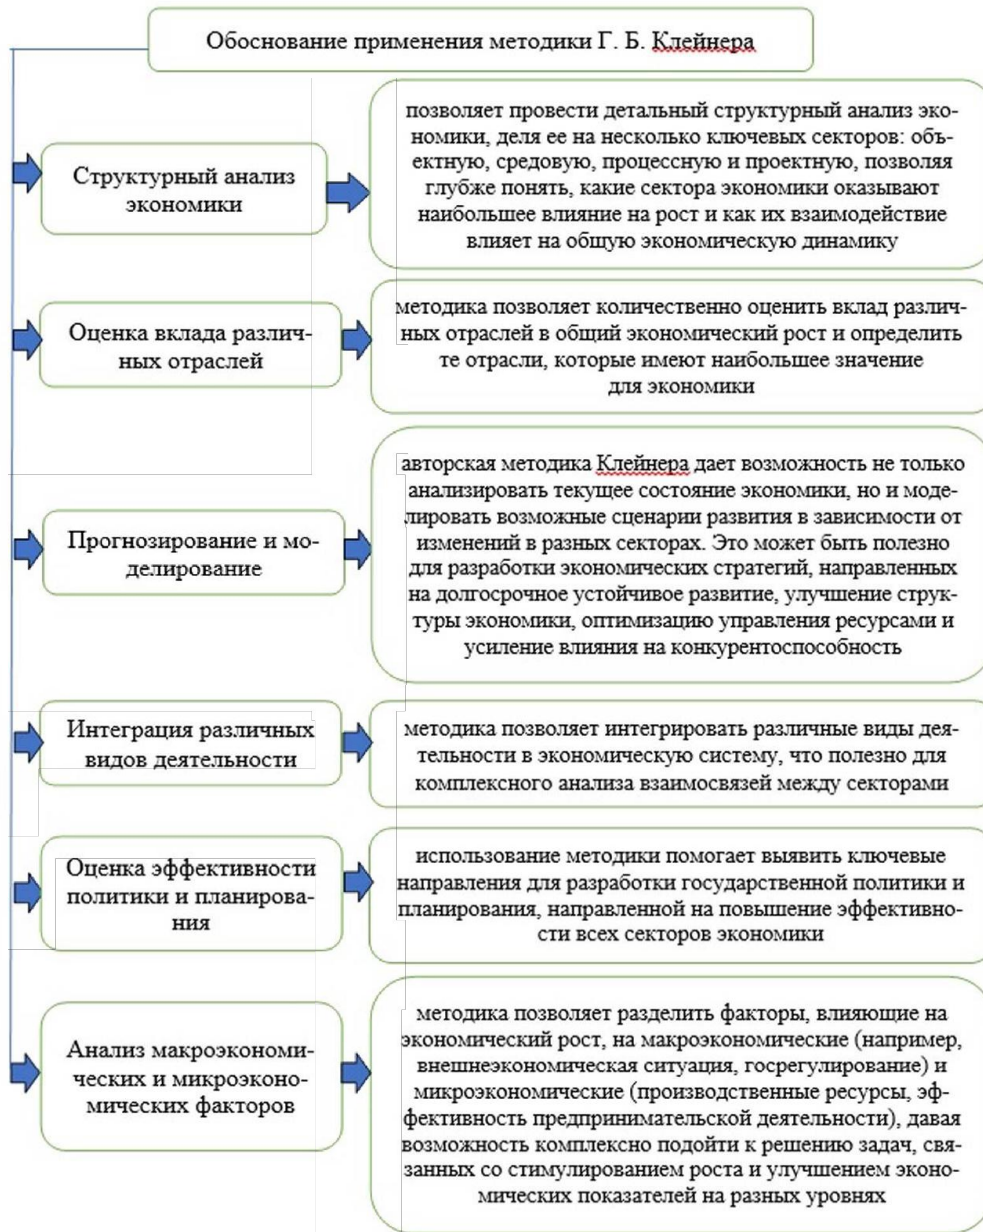 Обоснование применения методики Г. Б. Клейнера
Структурный анализ
экономики
позволяет провести детальный структурный анализ эко-
номики, деля ее на несколько ключевых секторов: объ-
ектную, средовую, процессную и проектную, позволяя
глубже понять, какие сектора экономики оказывают
наибольшее влияние на рост и как их взаимодействие
влияет на общую экономическую динамику
Оценка вклада различ-
ных отраслей
методика позволяет количественно оценить вклад различ-
ных отраслей в общий экономический рост и определить
те отрасли, которые имеют наибольшее значение
для экономики
Прогнозирование и мо-
делирование
авторская методика Клейнера дает возможность не только
анализировать текущее состояние экономики, но и моде-
лировать возможные сценарии развития в зависимости от
изменений в разных секторах. Это может быть полезно
для разработки экономических стратегий, направленных
на долгосрочное устойчивое развитие, улучшение струк-
туры экономики, оптимизацию управления ресурсами и
усиление влияния на конкурентоспособность
Интеграция различных
видов деятельности
методика позволяет интегрировать различные виды дея-
тельности в экономическую систему, что полезно для
комплексного анализа взаимосвязей между секторами
Оценка эффективности
политики и планирова-
ния
использование методики помогает выявить ключевые
направления для разработки государственной политики и
планирования, направленной на повышение эффективно-
сти всех секторов экономики
Анализ макроэкономи-
ческих и микроэконо-
мических факторов
методика позволяет разделить факторы, влияющие на
экономический рост, на макроэкономические (например,
внешнеэкономическая ситуация, госрегулирование) и
микроэкономические (производственные ресурсы, эф-
фективность предпринимательской деятельности), давая
возможность комплексно подойти к решению задач, свя-
занных со стимулированием роста и улучшением эконо-
мических показателей на разных уровнях